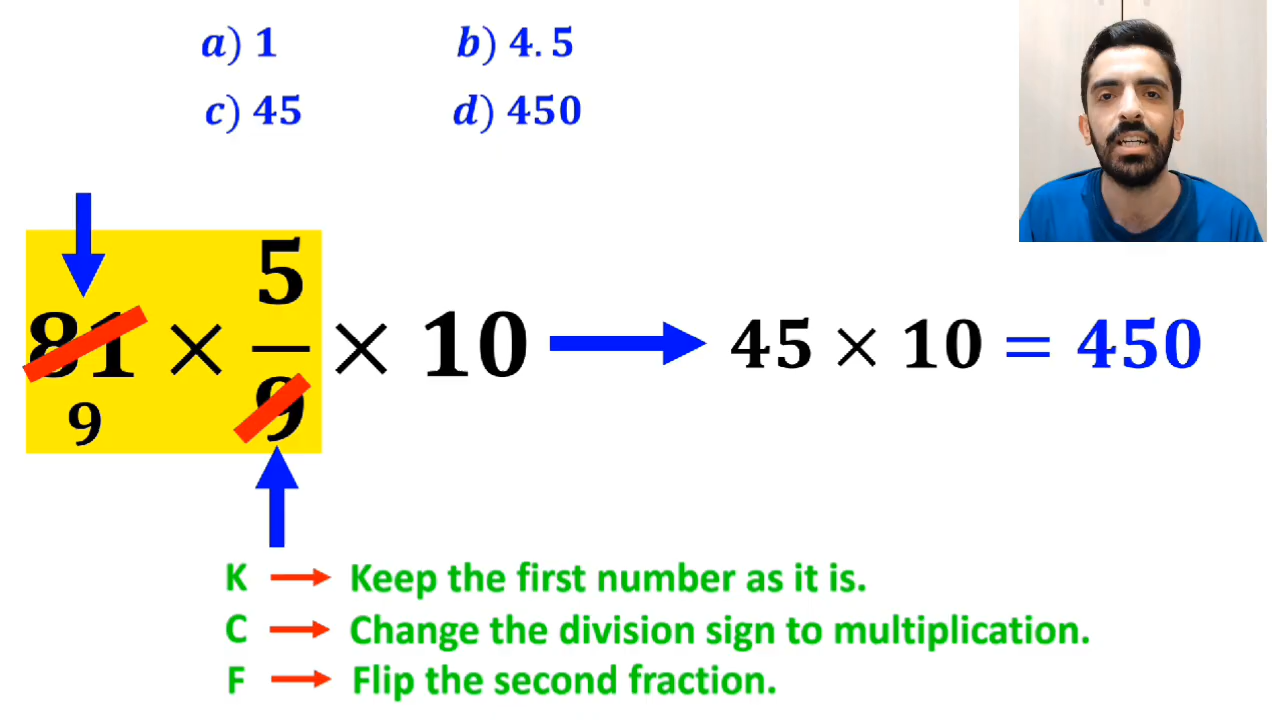 a) 1 b) 4.5
c) 45 d) 450
81 × 5/9 × 10 → 45 × 10 = 450
9
K → Keep the first number as it is.
C → Change the division sign to multiplication.
F → Flip the second fraction.